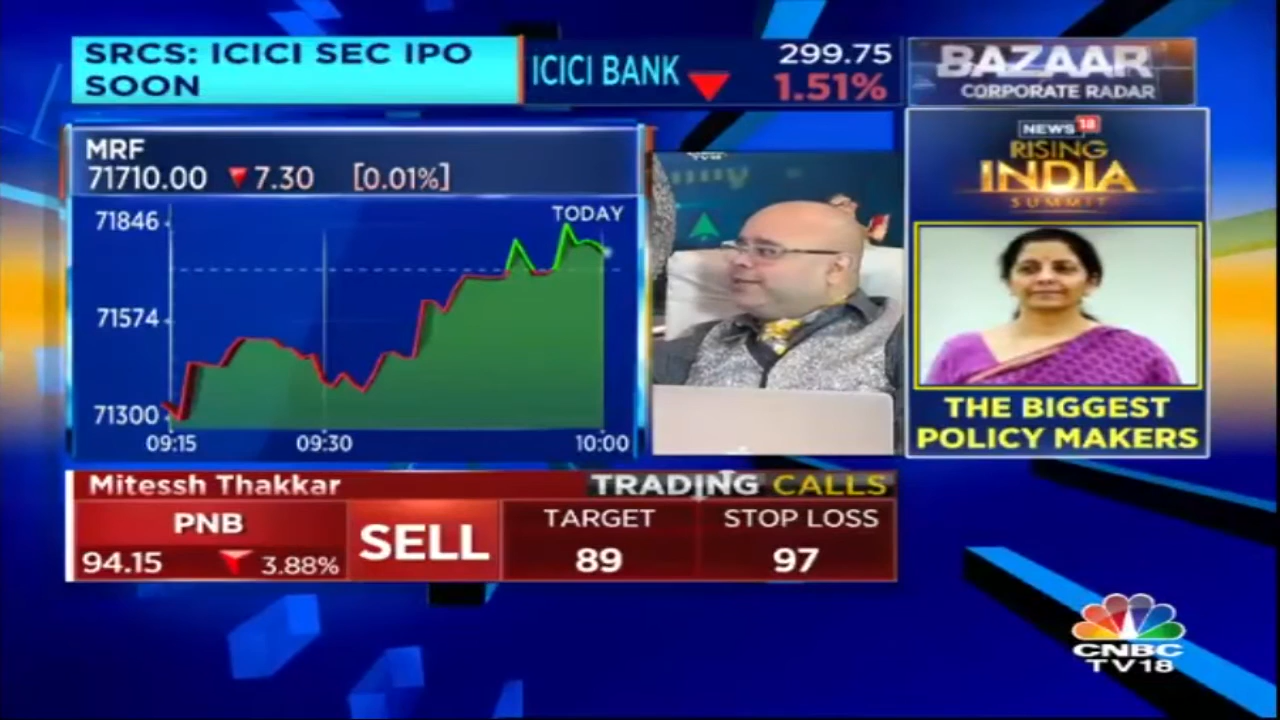 SRCS: ICICI SEC IPO
SOON
ICICI BANK
299.75
1.51%
BAZAAR
CORPORATE RADAR
MRF
71710.00 7.30 [0.01%]
TODAY
71846
71574
71300
09:15 09:30 10:00
NEWS 18
RISING
INDIA
SUMMIT
THE BIGGEST
POLICY MAKERS
Mitessh Thakkar
TRADING CALLS
PNB
94.15 3.88%
SELL
TARGET
89
STOP LOSS
97
CNBC
TV18